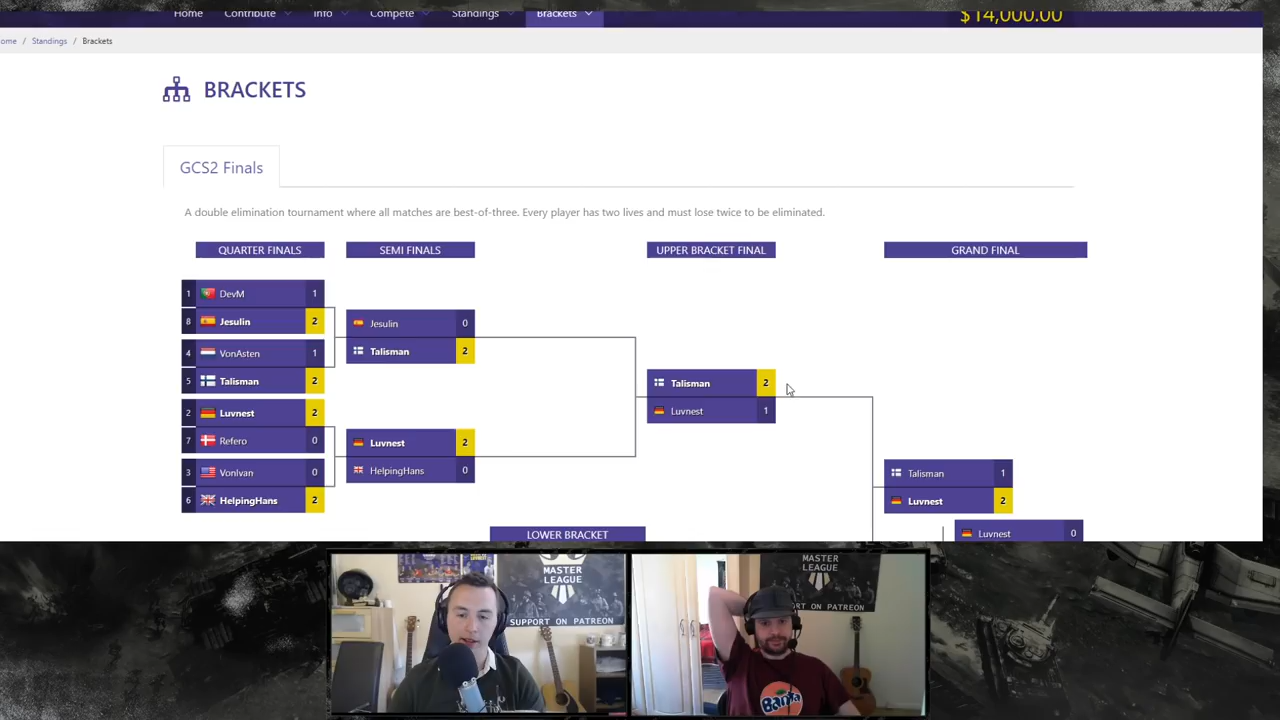 Home Contribute Info Compete Standings Brackets
$14,000.00
ome / Standings / Brackets
BRACKETS
GCS2 Finals
A double elimination tournament where all matches are best-of-three. Every player has two lives and must lose twice to be eliminated.
QUARTER FINALS SEMI FINALS UPPER BRACKET FINAL GRAND FINAL
1 DevM 1
8 Jesulin 2
4 VonAsten 1
5 Talisman 2
2 Luvnest 2
7 Refero 0
3 VonIvan 0
6 HelpingHans 2
Jesulin 0
Talisman 2
Luvnest 2
HelpingHans 0
Talisman 2
Luvnest 1
Talisman 1
Luvnest 2
Luvnest 0
LOWER BRACKET
MASTER
LEAGUE
SUPPORT ON PATREON
MASTER
LEAGUE
RT ON PATREON